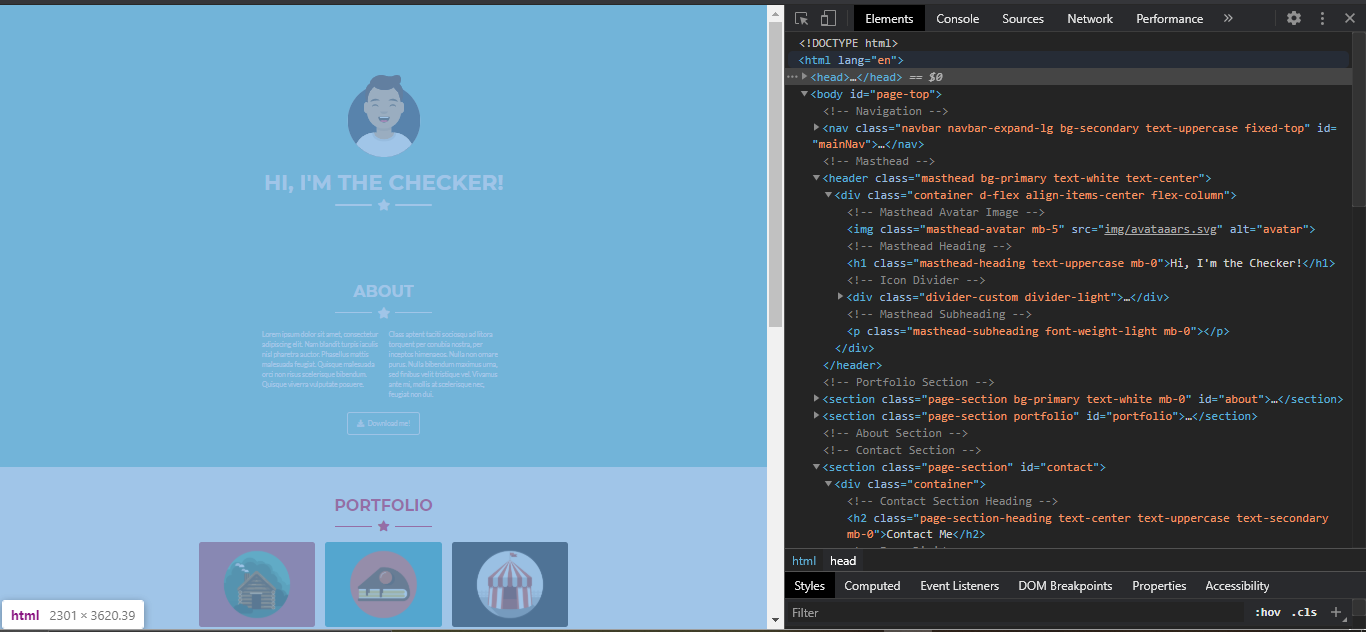 HI, I'M THE CHECKER!
ABOUT
Lorem ipsum dolor sit amet, consectetur
adipiscing elit. Nam blandit turpis iaculis
nisl pharetra auctor. Phasellus mattis
malesuada feugiat. Quisque malesuada
orci non risus scelerisque bibendum.
Quisque viverra vulputate posuere.
Class aptent taciti sociosqu ad litora
torquent per conubia nostra, per
inceptos himenaeos. Nulla non ornare
purus. Nulla bibendum maximus urna,
sed finibus velit tristique vel. Vivamus
ante mi, mollis at scelerisque nec,
feugiat non dui.
Download me!
PORTFOLIO
html 2301 × 3620.39
Elements Console Sources Network Performance »
<!DOCTYPE html>
<html lang="en">
<head>…</head> == $0
<body id="page-top">
<!-- Navigation -->
<nav class="navbar navbar-expand-lg bg-secondary text-uppercase fixed-top" id=
"mainNav">…</nav>
<!-- Masthead -->
<header class="masthead bg-primary text-white text-center">
<div class="container d-flex align-items-center flex-column">
<!-- Masthead Avatar Image -->
<img class="masthead-avatar mb-5" src="img/avataaars.svg" alt="avatar">
<!-- Masthead Heading -->
<h1 class="masthead-heading text-uppercase mb-0">Hi, I'm the Checker!</h1>
<!-- Icon Divider -->
<div class="divider-custom divider-light">…</div>
<!-- Masthead Subheading -->
<p class="masthead-subheading font-weight-light mb-0"></p>
</div>
</header>
<!-- Portfolio Section -->
<section class="page-section bg-primary text-white mb-0" id="about">…</section>
<section class="page-section portfolio" id="portfolio">…</section>
<!-- About Section -->
<!-- Contact Section -->
<section class="page-section" id="contact">
<div class="container">
<!-- Contact Section Heading -->
<h2 class="page-section-heading text-center text-uppercase text-secondary
mb-0">Contact Me</h2>
html head
Styles Computed Event Listeners DOM Breakpoints Properties Accessibility
Filter :hov .cls +